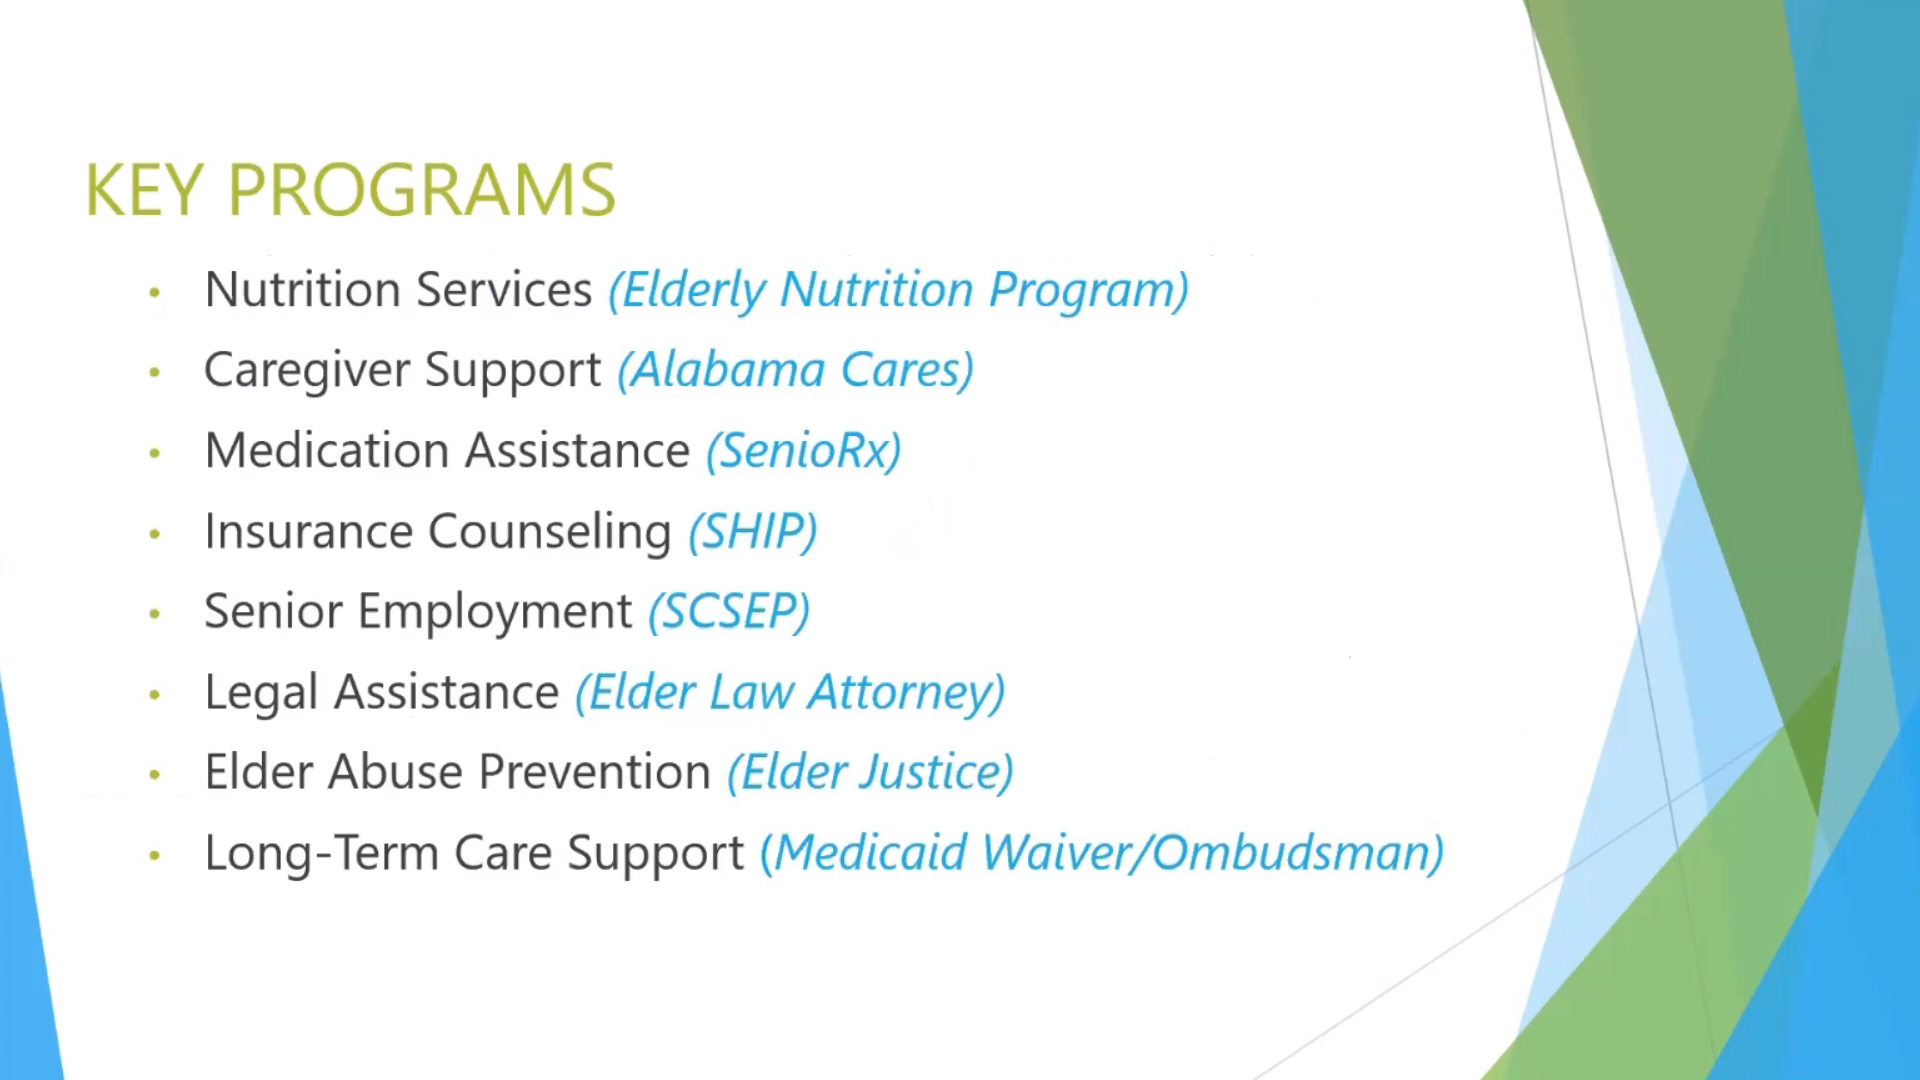 KEY PROGRAMS
• Nutrition Services (Elderly Nutrition Program)
• Caregiver Support (Alabama Cares)
• Medication Assistance (SenioRx)
• Insurance Counseling (SHIP)
• Senior Employment (SCSEP)
• Legal Assistance (Elder Law Attorney)
• Elder Abuse Prevention (Elder Justice)
• Long-Term Care Support (Medicaid Waiver/Ombudsman)